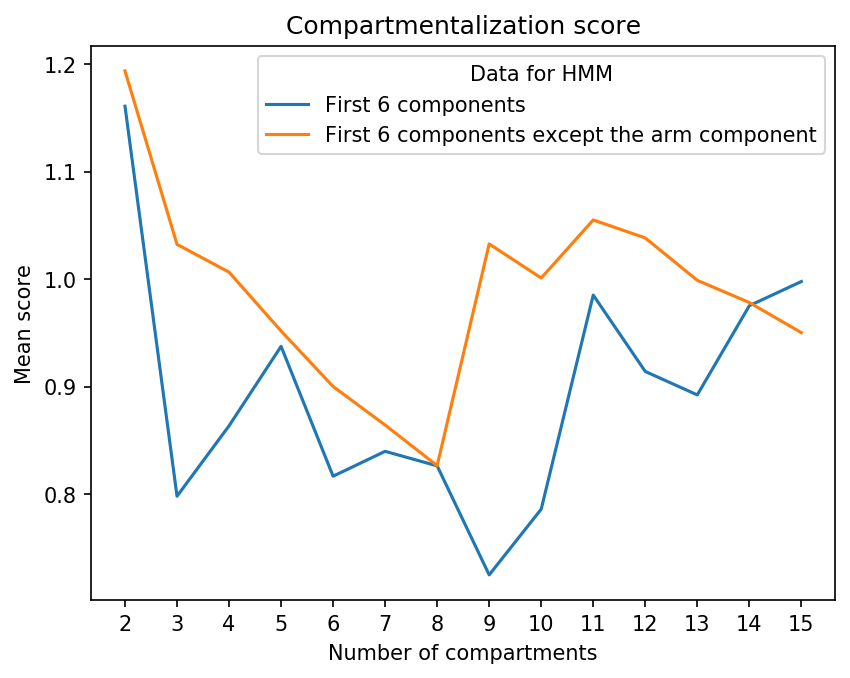 Compartmentalization score
Data for HMM
First 6 components
First 6 components except the arm component
1.2
1.1
1.0
0.9
0.8
Mean score
2 3 4 5 6 7 8 9 10 11 12 13 14 15
Number of compartments